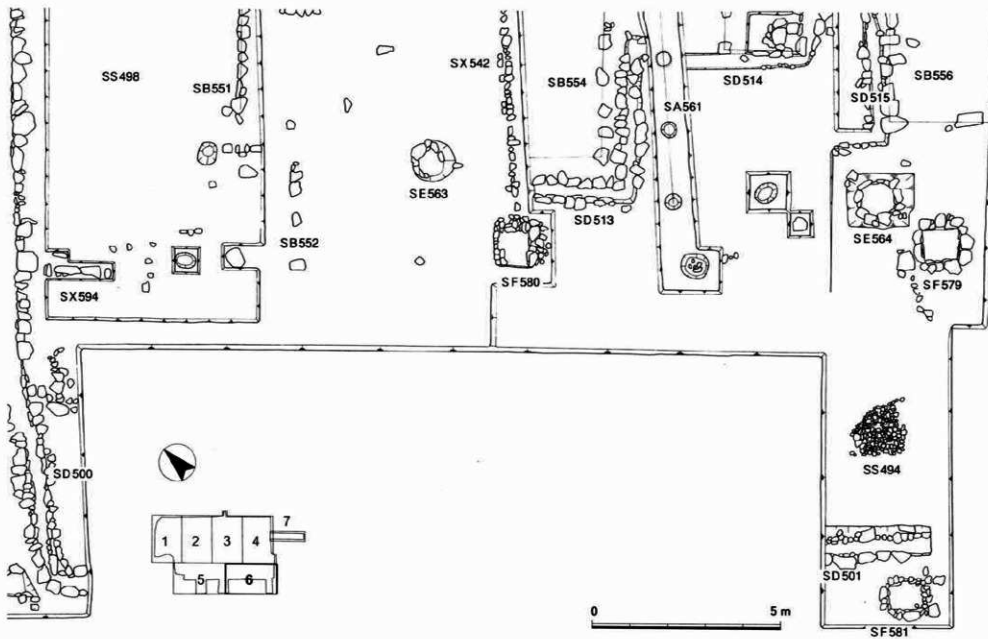 SX542
SD514
SB554
SB556
SS498
SB551
SD515
SA561
SE563
SD513
SE564
SB552
SF580
SF579
SX594
SS494
SD500
7
1 2 3 4
5 6
SD501
0 5 m
SF581